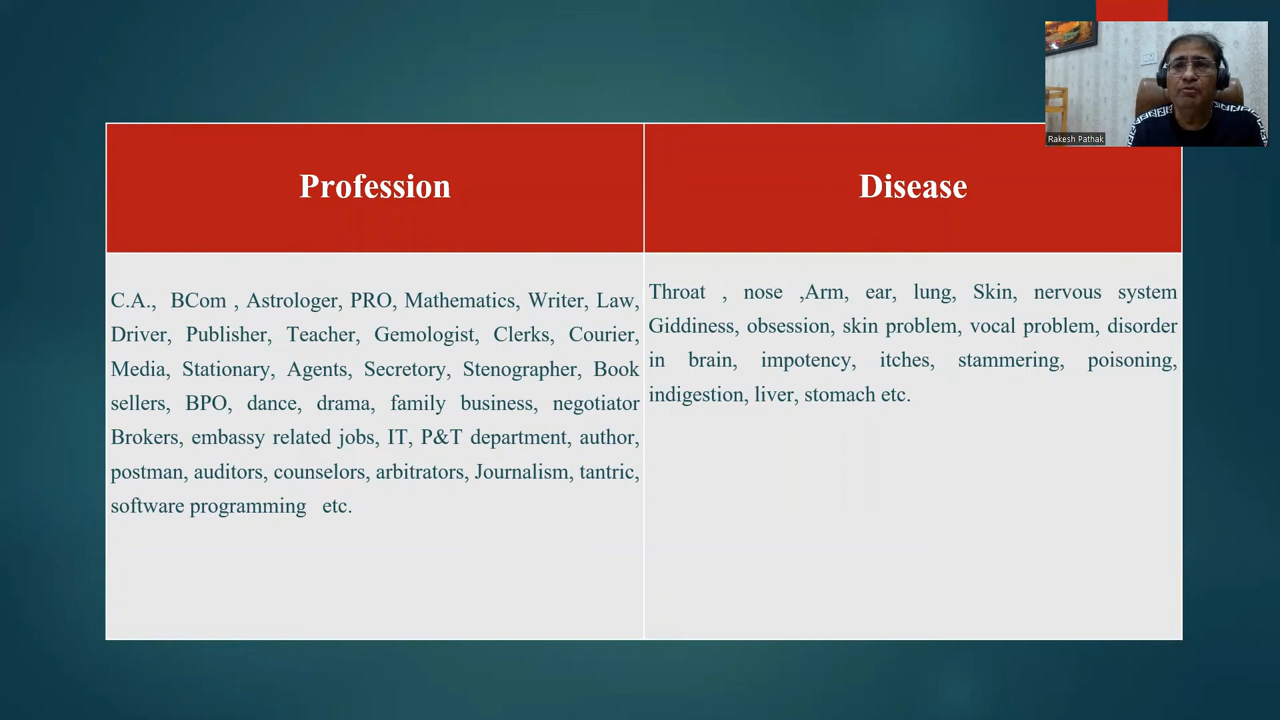 Rakesh Pathak
Profession
Disease
C.A., BCom , Astrologer, PRO, Mathematics, Writer, Law,
Driver, Publisher, Teacher, Gemologist, Clerks, Courier,
Media, Stationary, Agents, Secretory, Stenographer, Book
sellers, BPO, dance, drama, family business, negotiator
Brokers, embassy related jobs, IT, P&T department, author,
postman, auditors, counselors, arbitrators, Journalism, tantric,
software programming etc.
Throat , nose ,Arm, ear, lung, Skin, nervous system
Giddiness, obsession, skin problem, vocal problem, disorder
in brain, impotency, itches, stammering, poisoning,
indigestion, liver, stomach etc.